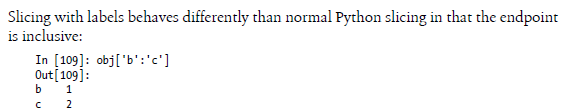 Slicing with labels behaves differently than normal Python slicing in that the endpoint
is inclusive:
In [109]: obj['b':'c']
Out[109]:
b    1
c    2